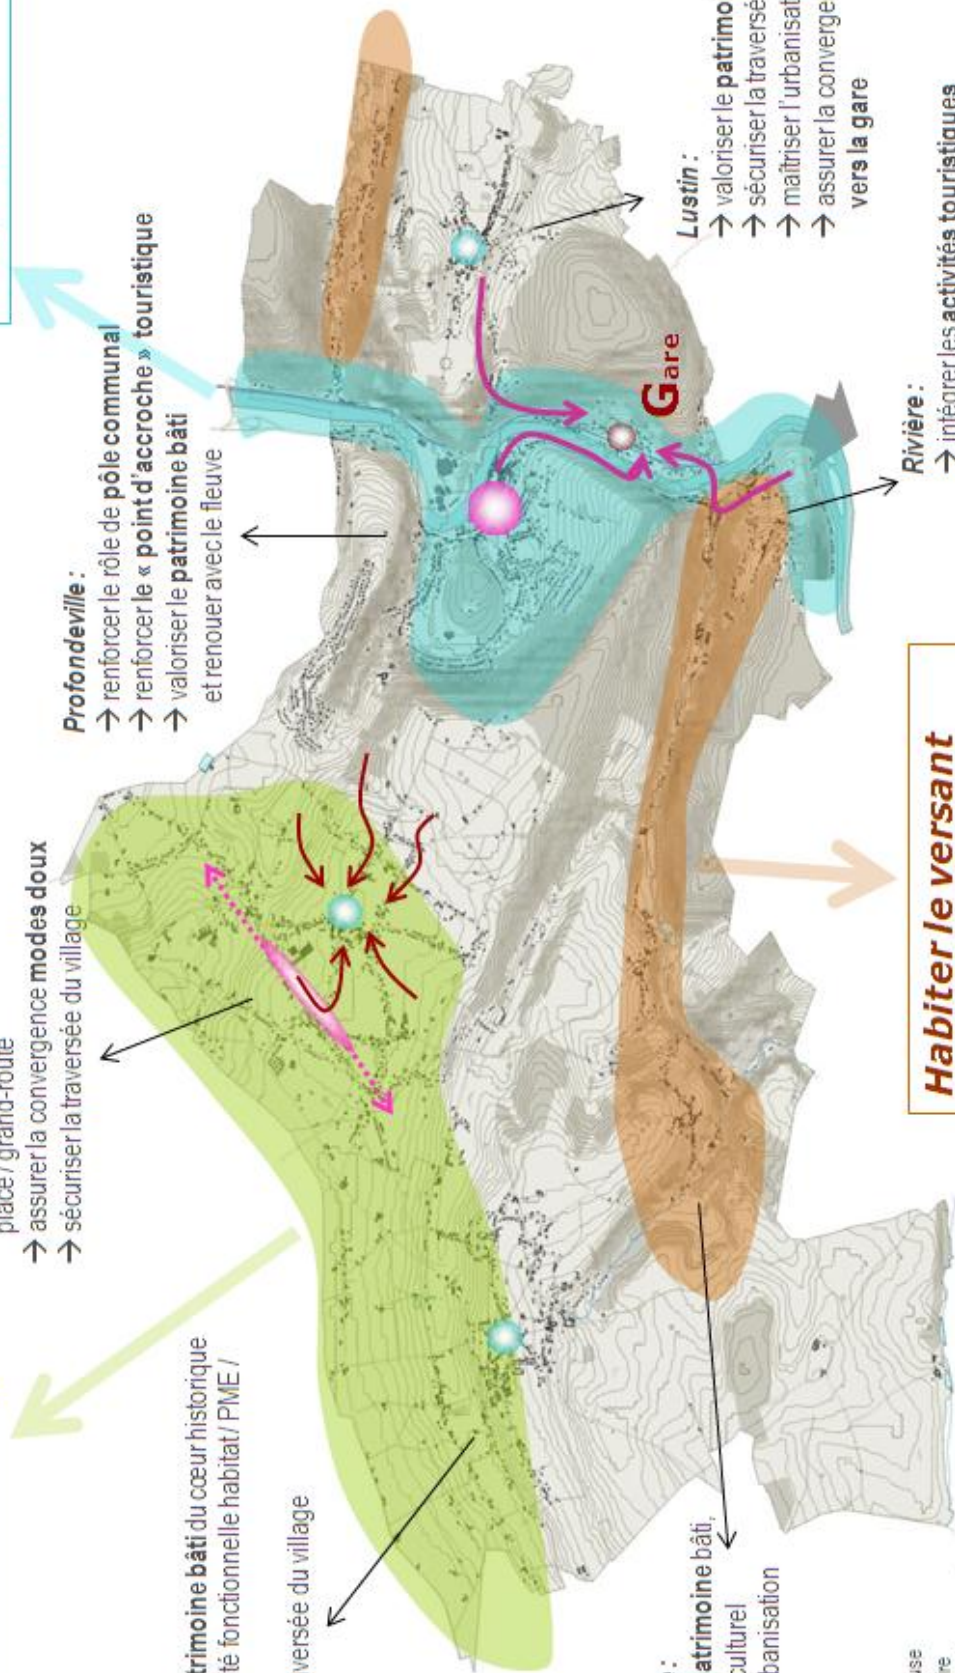 place / grand-route
→ assurer la convergence modes doux
→ sécuriser la traversée du village
Profondeville :
→ renforcer le rôle de pôle communal
→ renforcer le « point d'accroche » touristique
→ valoriser le patrimoine bâti
et renouer avec le fleuve
trimoine bâti du cœur historique
té fonctionnelle habitat / PME /
versée du village
Gare
Lustin :
→ valoriser le patrimo
→ sécuriser la traversé
→ maîtriser l'urbanisat
→ assurer la converge
vers la gare
Rivière :
→ intégrer les activités touristiques
Habiter le versant
:
atrimoine bâti,
culturel
banisation
use
re